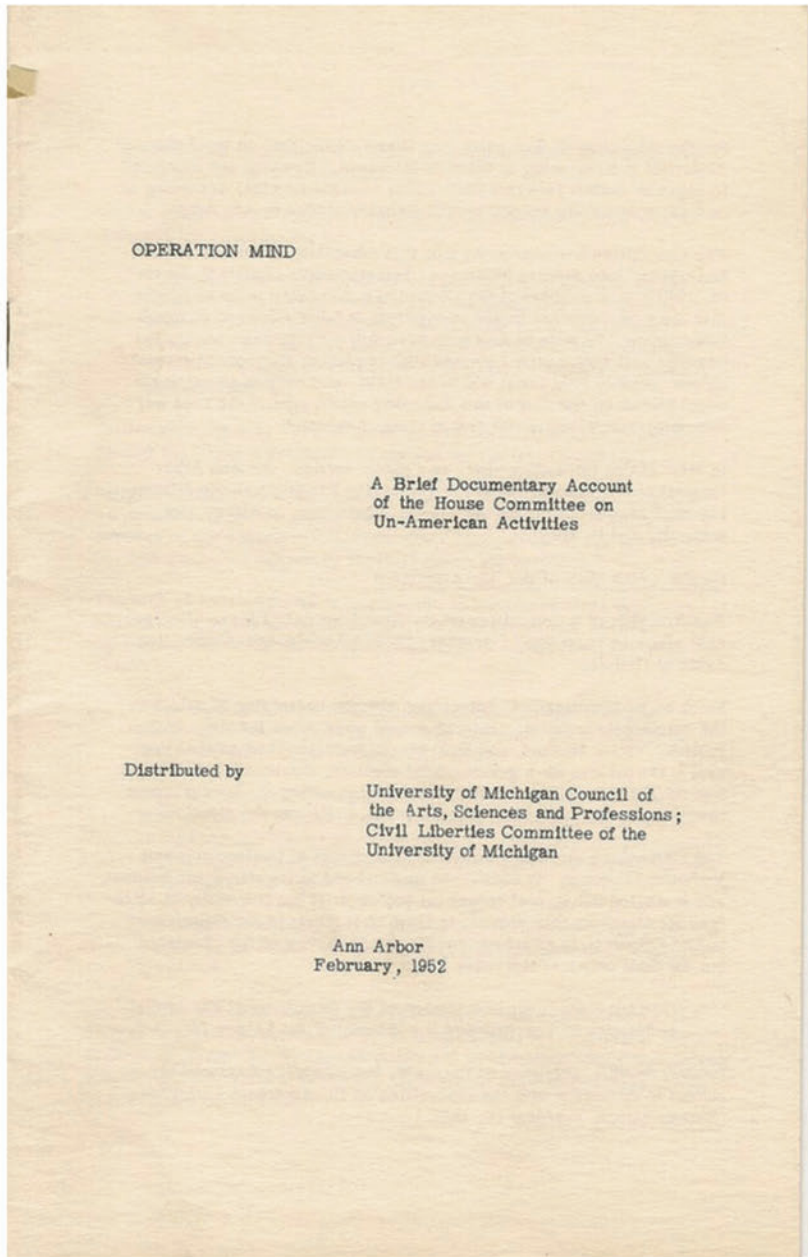 OPERATION MIND
A Brief Documentary Account
of the House Committee on
Un-American Activities
Distributed by
University of Michigan Council of
the Arts, Sciences and Professions;
Civil Liberties Committee of the
University of Michigan
Ann Arbor
February, 1952